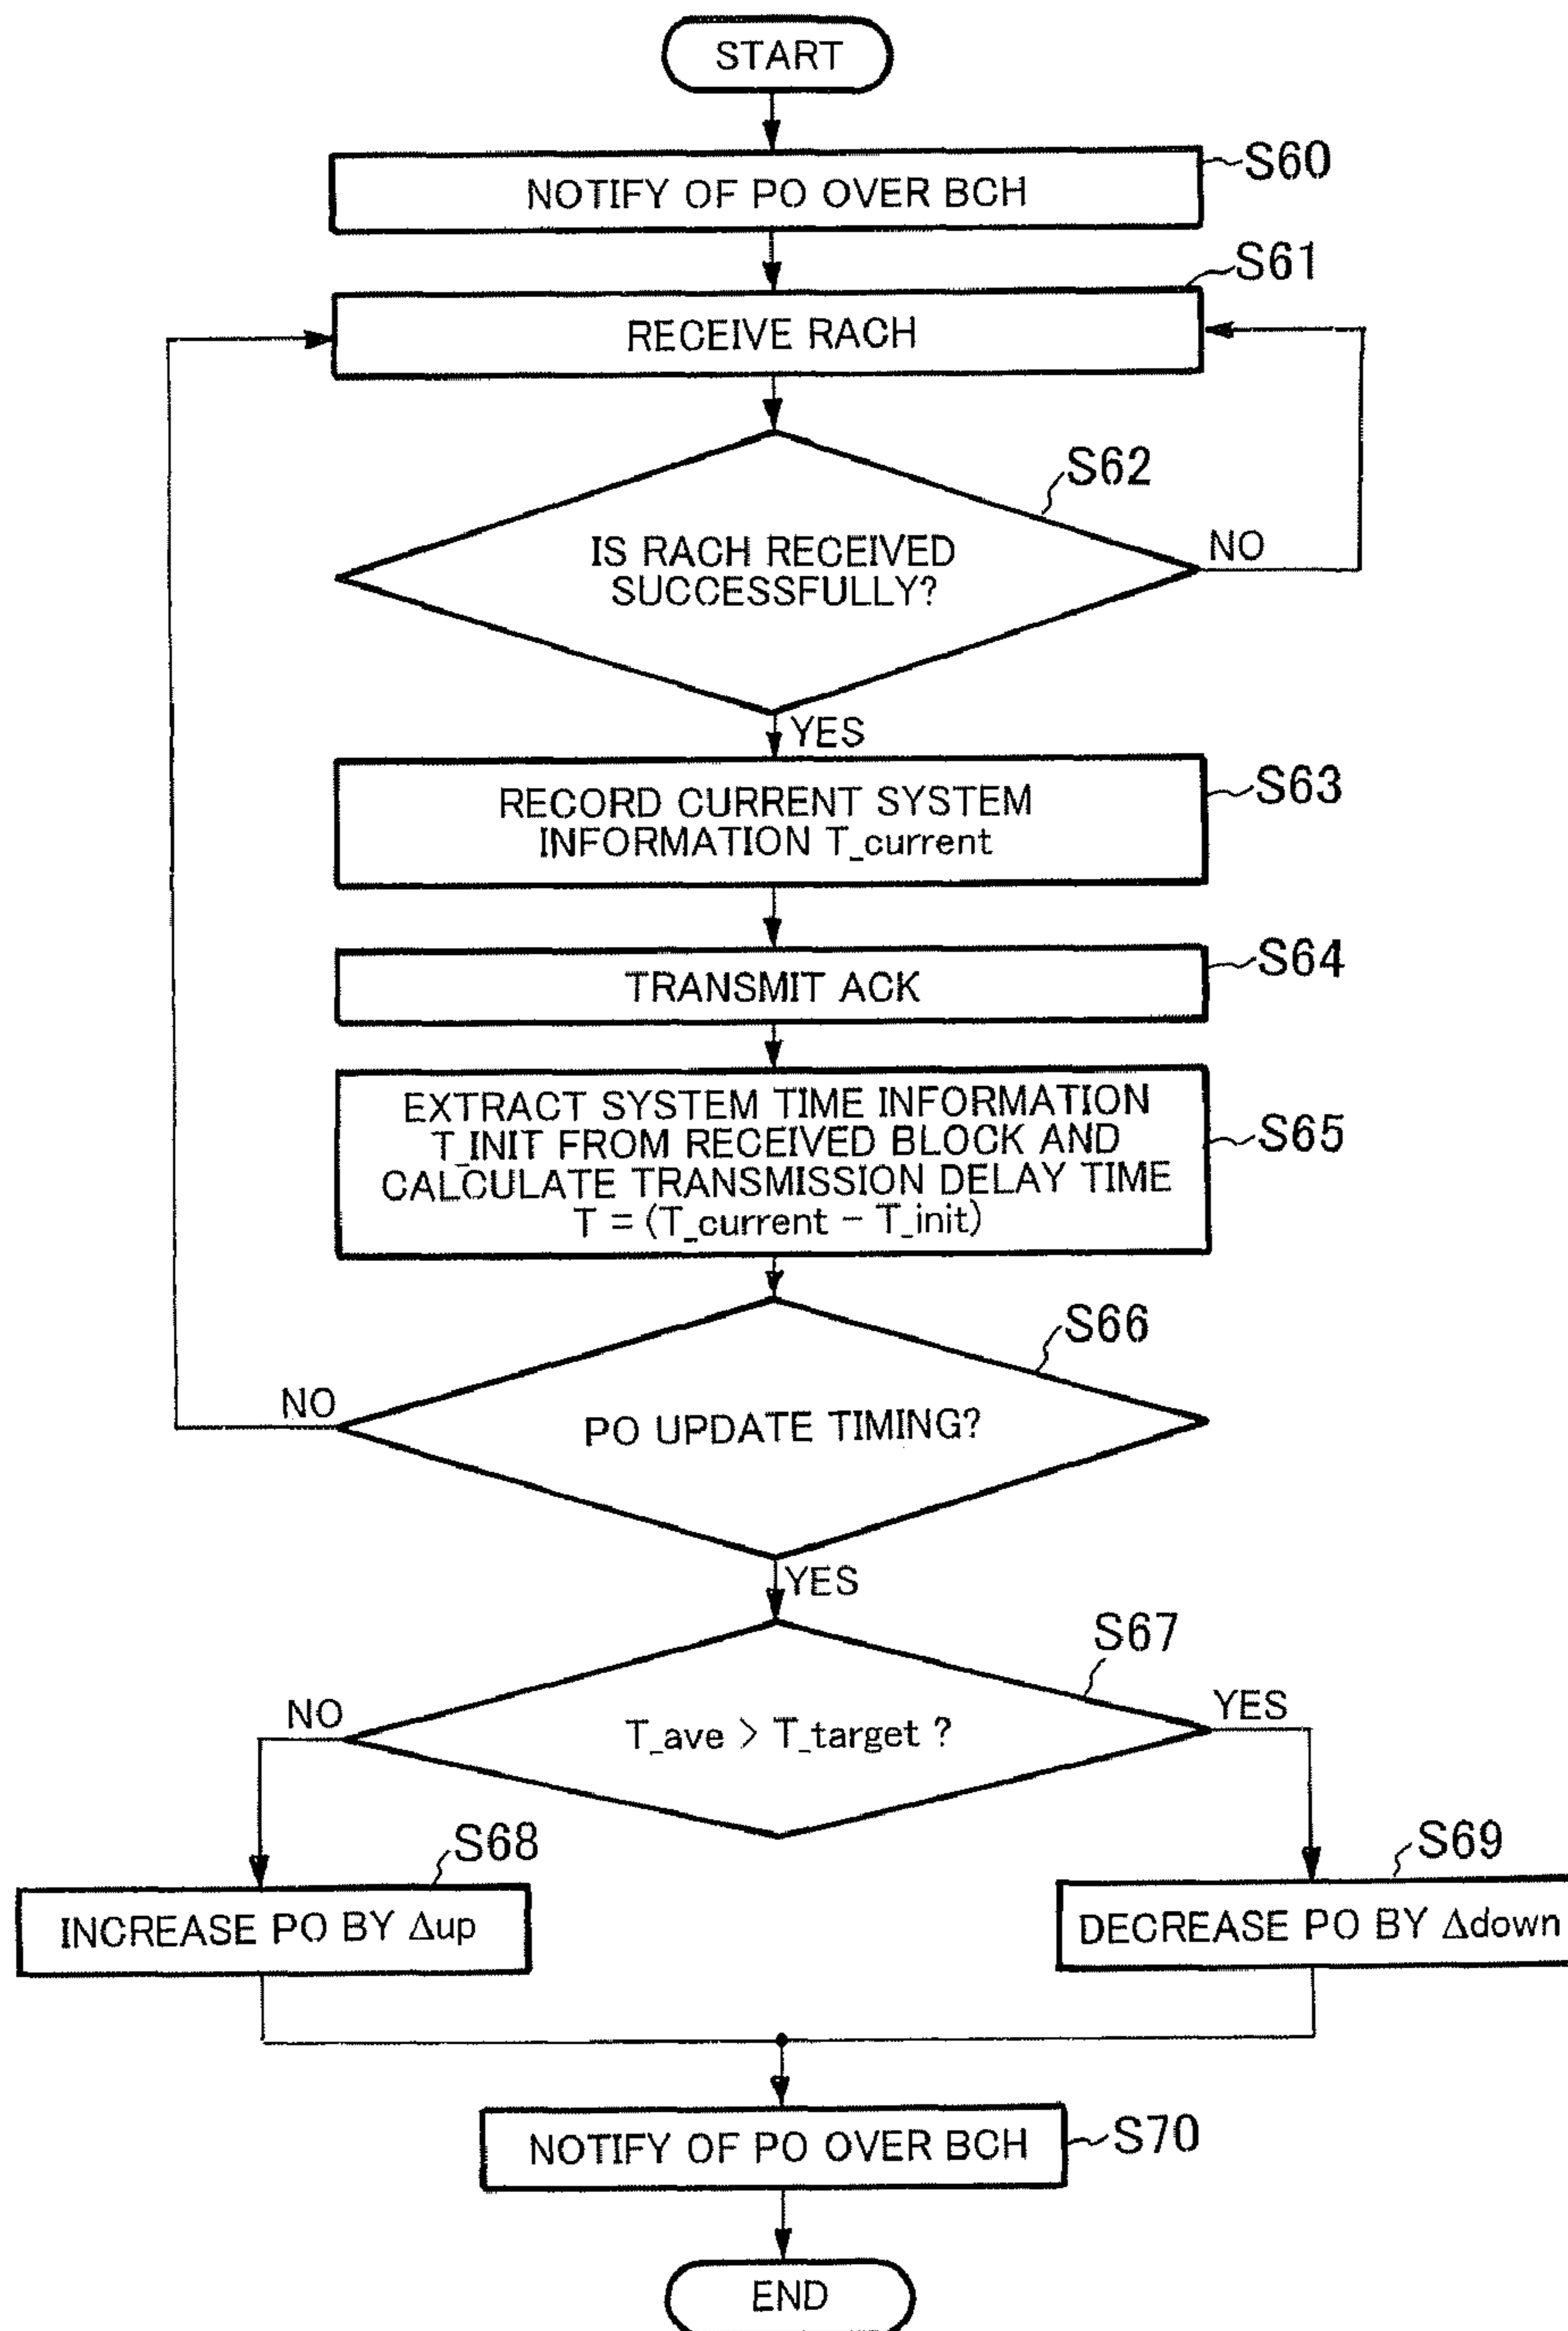 START
NOTIFY OF PO OVER BCH
S60
RECEIVE RACH
S61
IS RACH RECEIVED
SUCCESSFULLY?
S62
NO
YES
RECORD CURRENT SYSTEM
INFORMATION T_current
S63
TRANSMIT ACK
S64
EXTRACT SYSTEM TIME INFORMATION
T_INIT FROM RECEIVED BLOCK AND
CALCULATE TRANSMISSION DELAY TIME
T = (T_current - T_init)
S65
PO UPDATE TIMING?
S66
NO
YES
T_ave > T_target ?
S67
NO
YES
INCREASE PO BY Δup
S68
DECREASE PO BY Δdown
S69
NOTIFY OF PO OVER BCH
S70
END